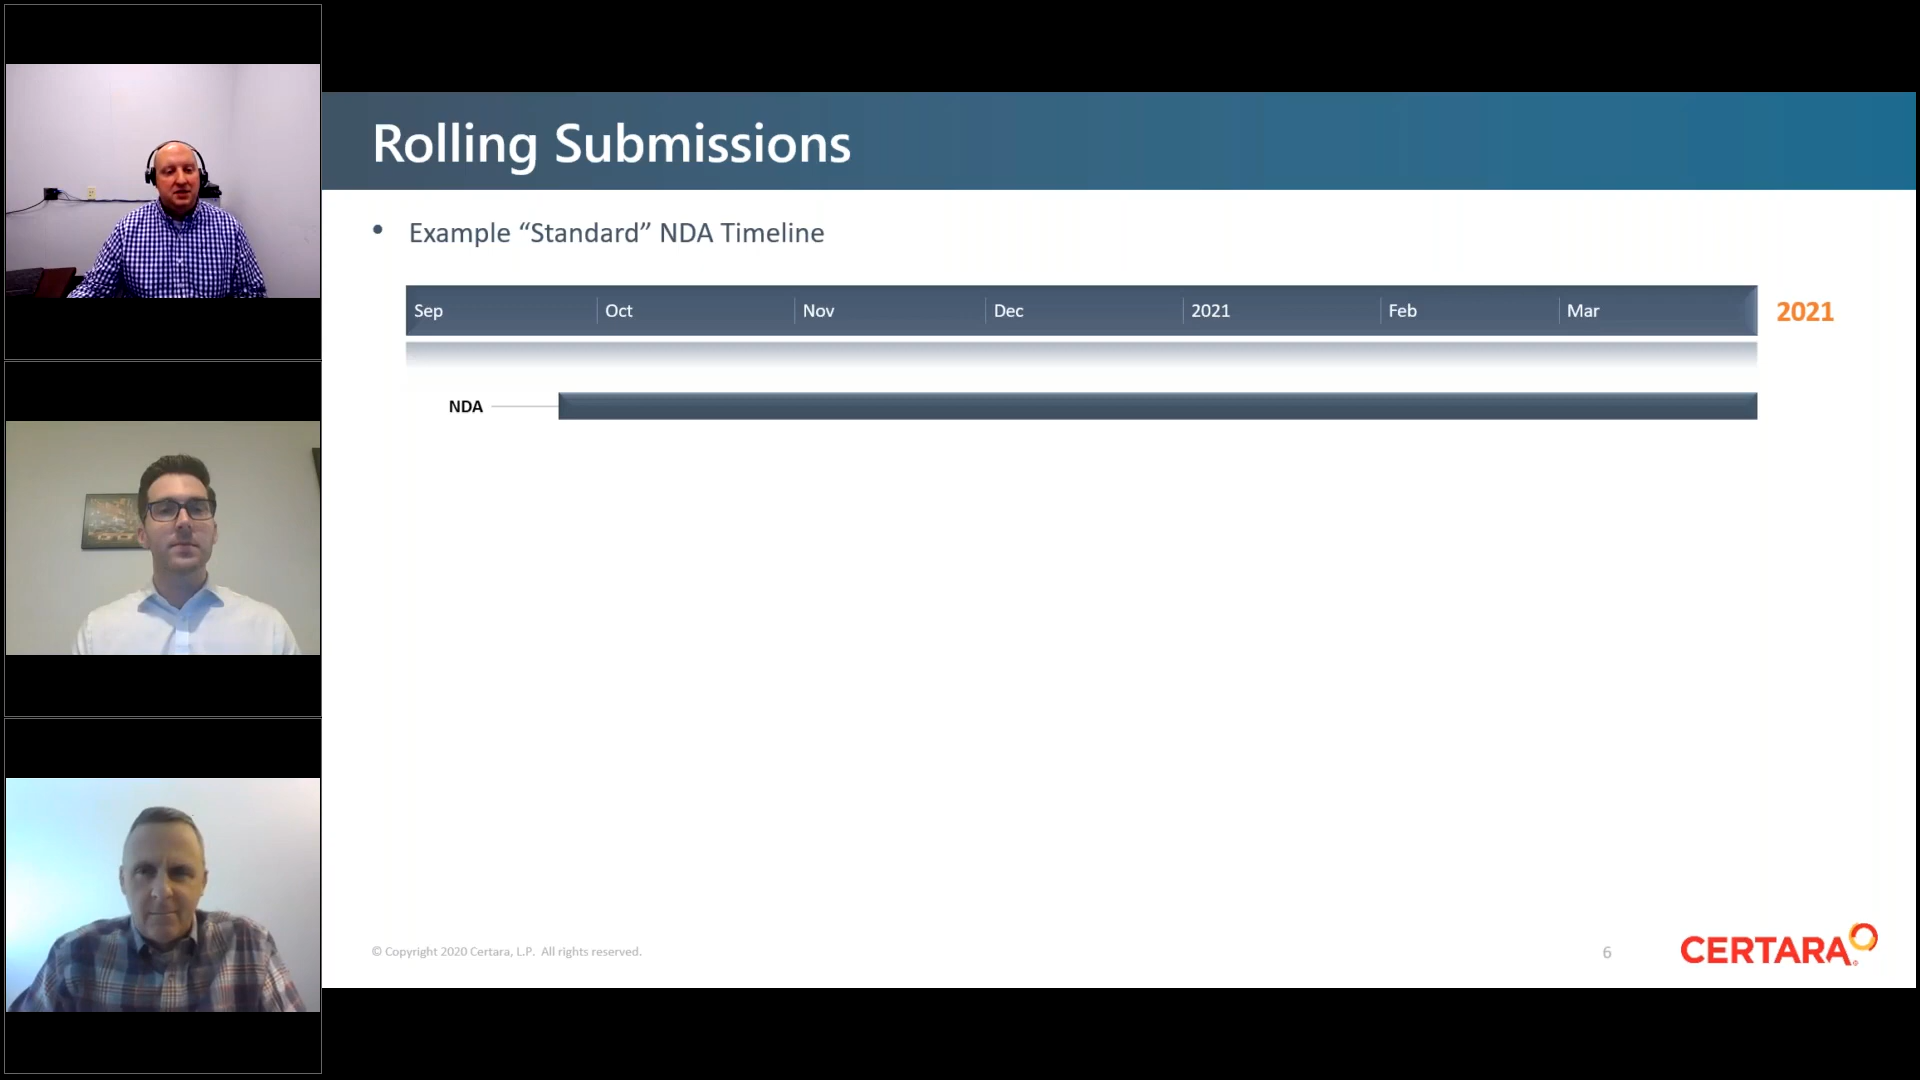 Rolling Submissions
• Example “Standard” NDA Timeline
Sep Oct Nov Dec 2021 Feb Mar 2021
NDA
© Copyright 2020 Certara, L.P. All rights reserved.
6
CERTARA®